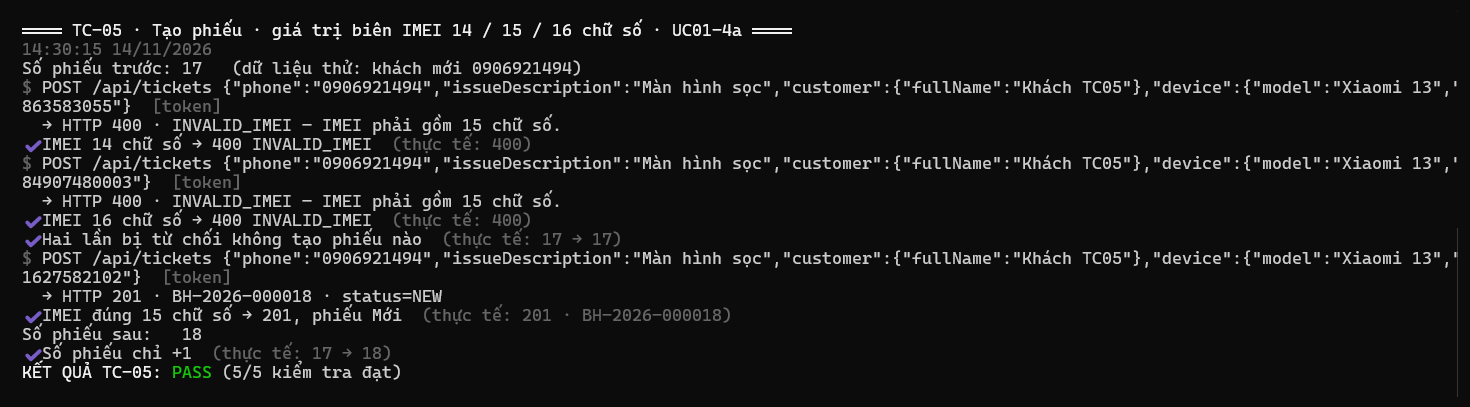 ════ TC-05 · Tạo phiếu · giá trị biên IMEI 14 / 15 / 16 chữ số · UC01-4a ════
14:30:15 14/11/2026
Số phiếu trước: 17   (dữ liệu thử: khách mới 0906921494)
$ POST /api/tickets {"phone":"0906921494","issueDescription":"Màn hình sọc","customer":{"fullName":"Khách TC05"},"device":{"model":"Xiaomi 13","
863583055"}  [token]
  → HTTP 400 · INVALID_IMEI — IMEI phải gồm 15 chữ số.
✔IMEI 14 chữ số → 400 INVALID_IMEI  (thực tế: 400)
$ POST /api/tickets {"phone":"0906921494","issueDescription":"Màn hình sọc","customer":{"fullName":"Khách TC05"},"device":{"model":"Xiaomi 13","
84907480003"}  [token]
  → HTTP 400 · INVALID_IMEI — IMEI phải gồm 15 chữ số.
✔IMEI 16 chữ số → 400 INVALID_IMEI  (thực tế: 400)
✔Hai lần bị từ chối không tạo phiếu nào  (thực tế: 17 → 17)
$ POST /api/tickets {"phone":"0906921494","issueDescription":"Màn hình sọc","customer":{"fullName":"Khách TC05"},"device":{"model":"Xiaomi 13","
1627582102"}  [token]
  → HTTP 201 · BH-2026-000018 · status=NEW
✔IMEI đúng 15 chữ số → 201, phiếu Mới  (thực tế: 201 · BH-2026-000018)
Số phiếu sau:   18
✔Số phiếu chỉ +1  (thực tế: 17 → 18)
KẾT QUẢ TC-05: PASS (5/5 kiểm tra đạt)